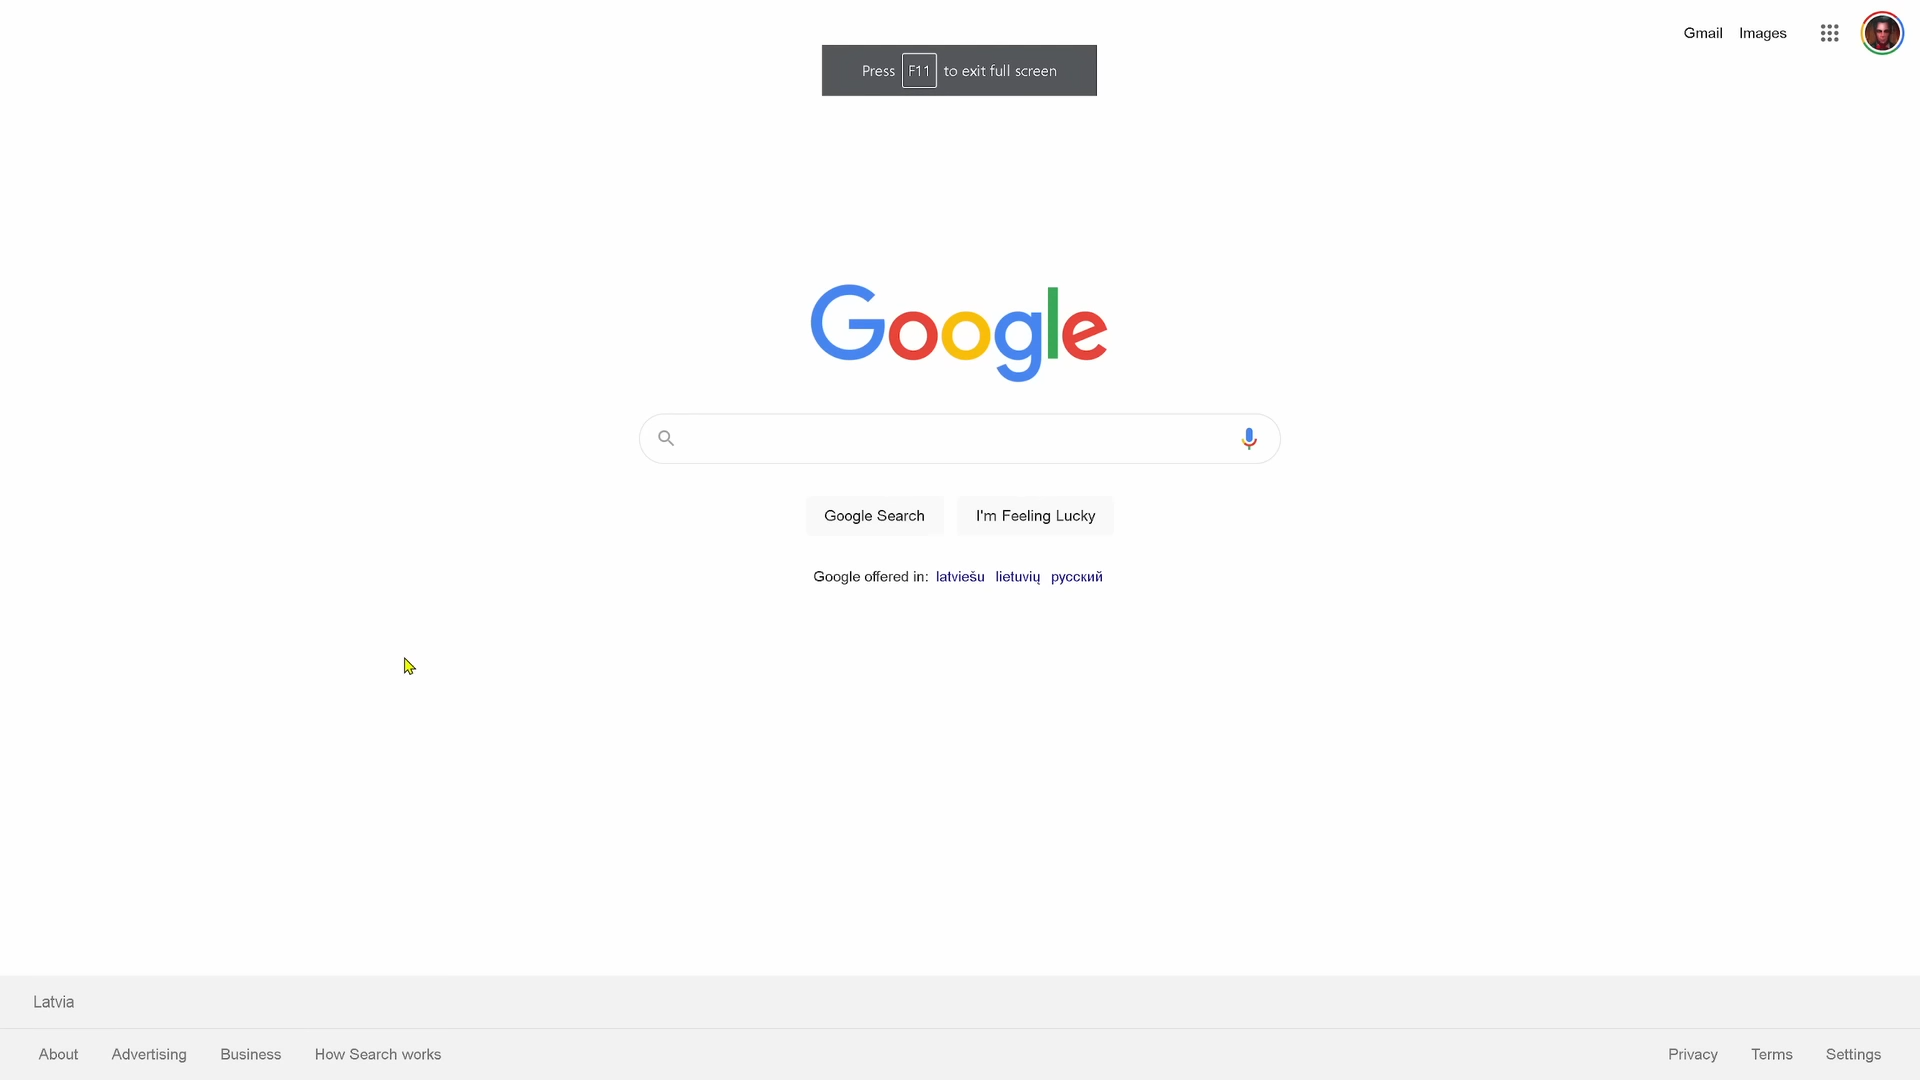 Gmail Images
Press F11 to exit full screen
Google
Google Search I'm Feeling Lucky
Google offered in: latviešu lietuvių русский
Latvia
About Advertising Business How Search works Privacy Terms Settings